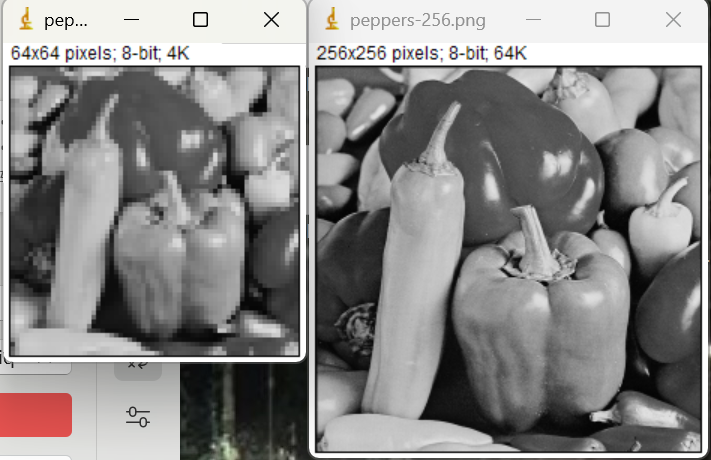 pep...
peppers-256.png
64x64 pixels; 8-bit; 4K
256x256 pixels; 8-bit; 64K